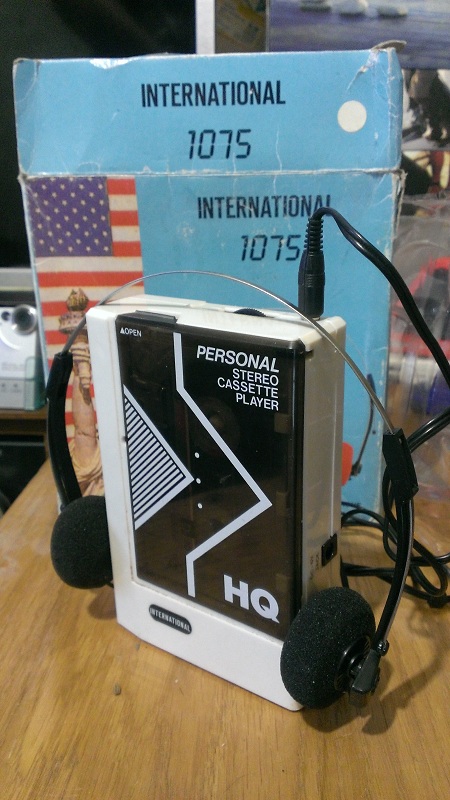 INTERNATIONAL
1075
INTERNATIONAL
1075
▲OPEN
PERSONAL
STEREO
CASSETTE
PLAYER
HQ
INTERNATIONAL